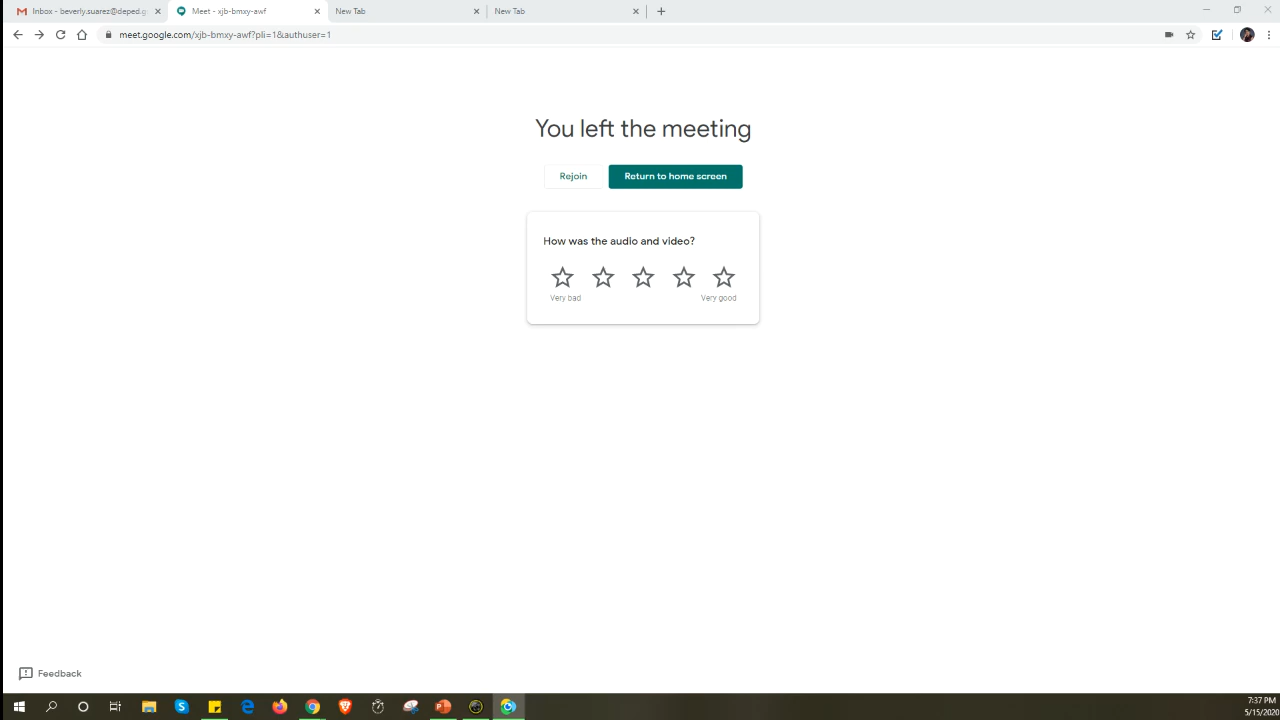 Inbox - beverly.suarez@deped.g
Meet - xjb-bmxy-awf
New Tab
New Tab
meet.google.com/xjb-bmxy-awf?pli=1&authuser=1
You left the meeting
Rejoin
Return to home screen
How was the audio and video?
Very bad
Very good
Feedback
7:37 PM
5/15/2020